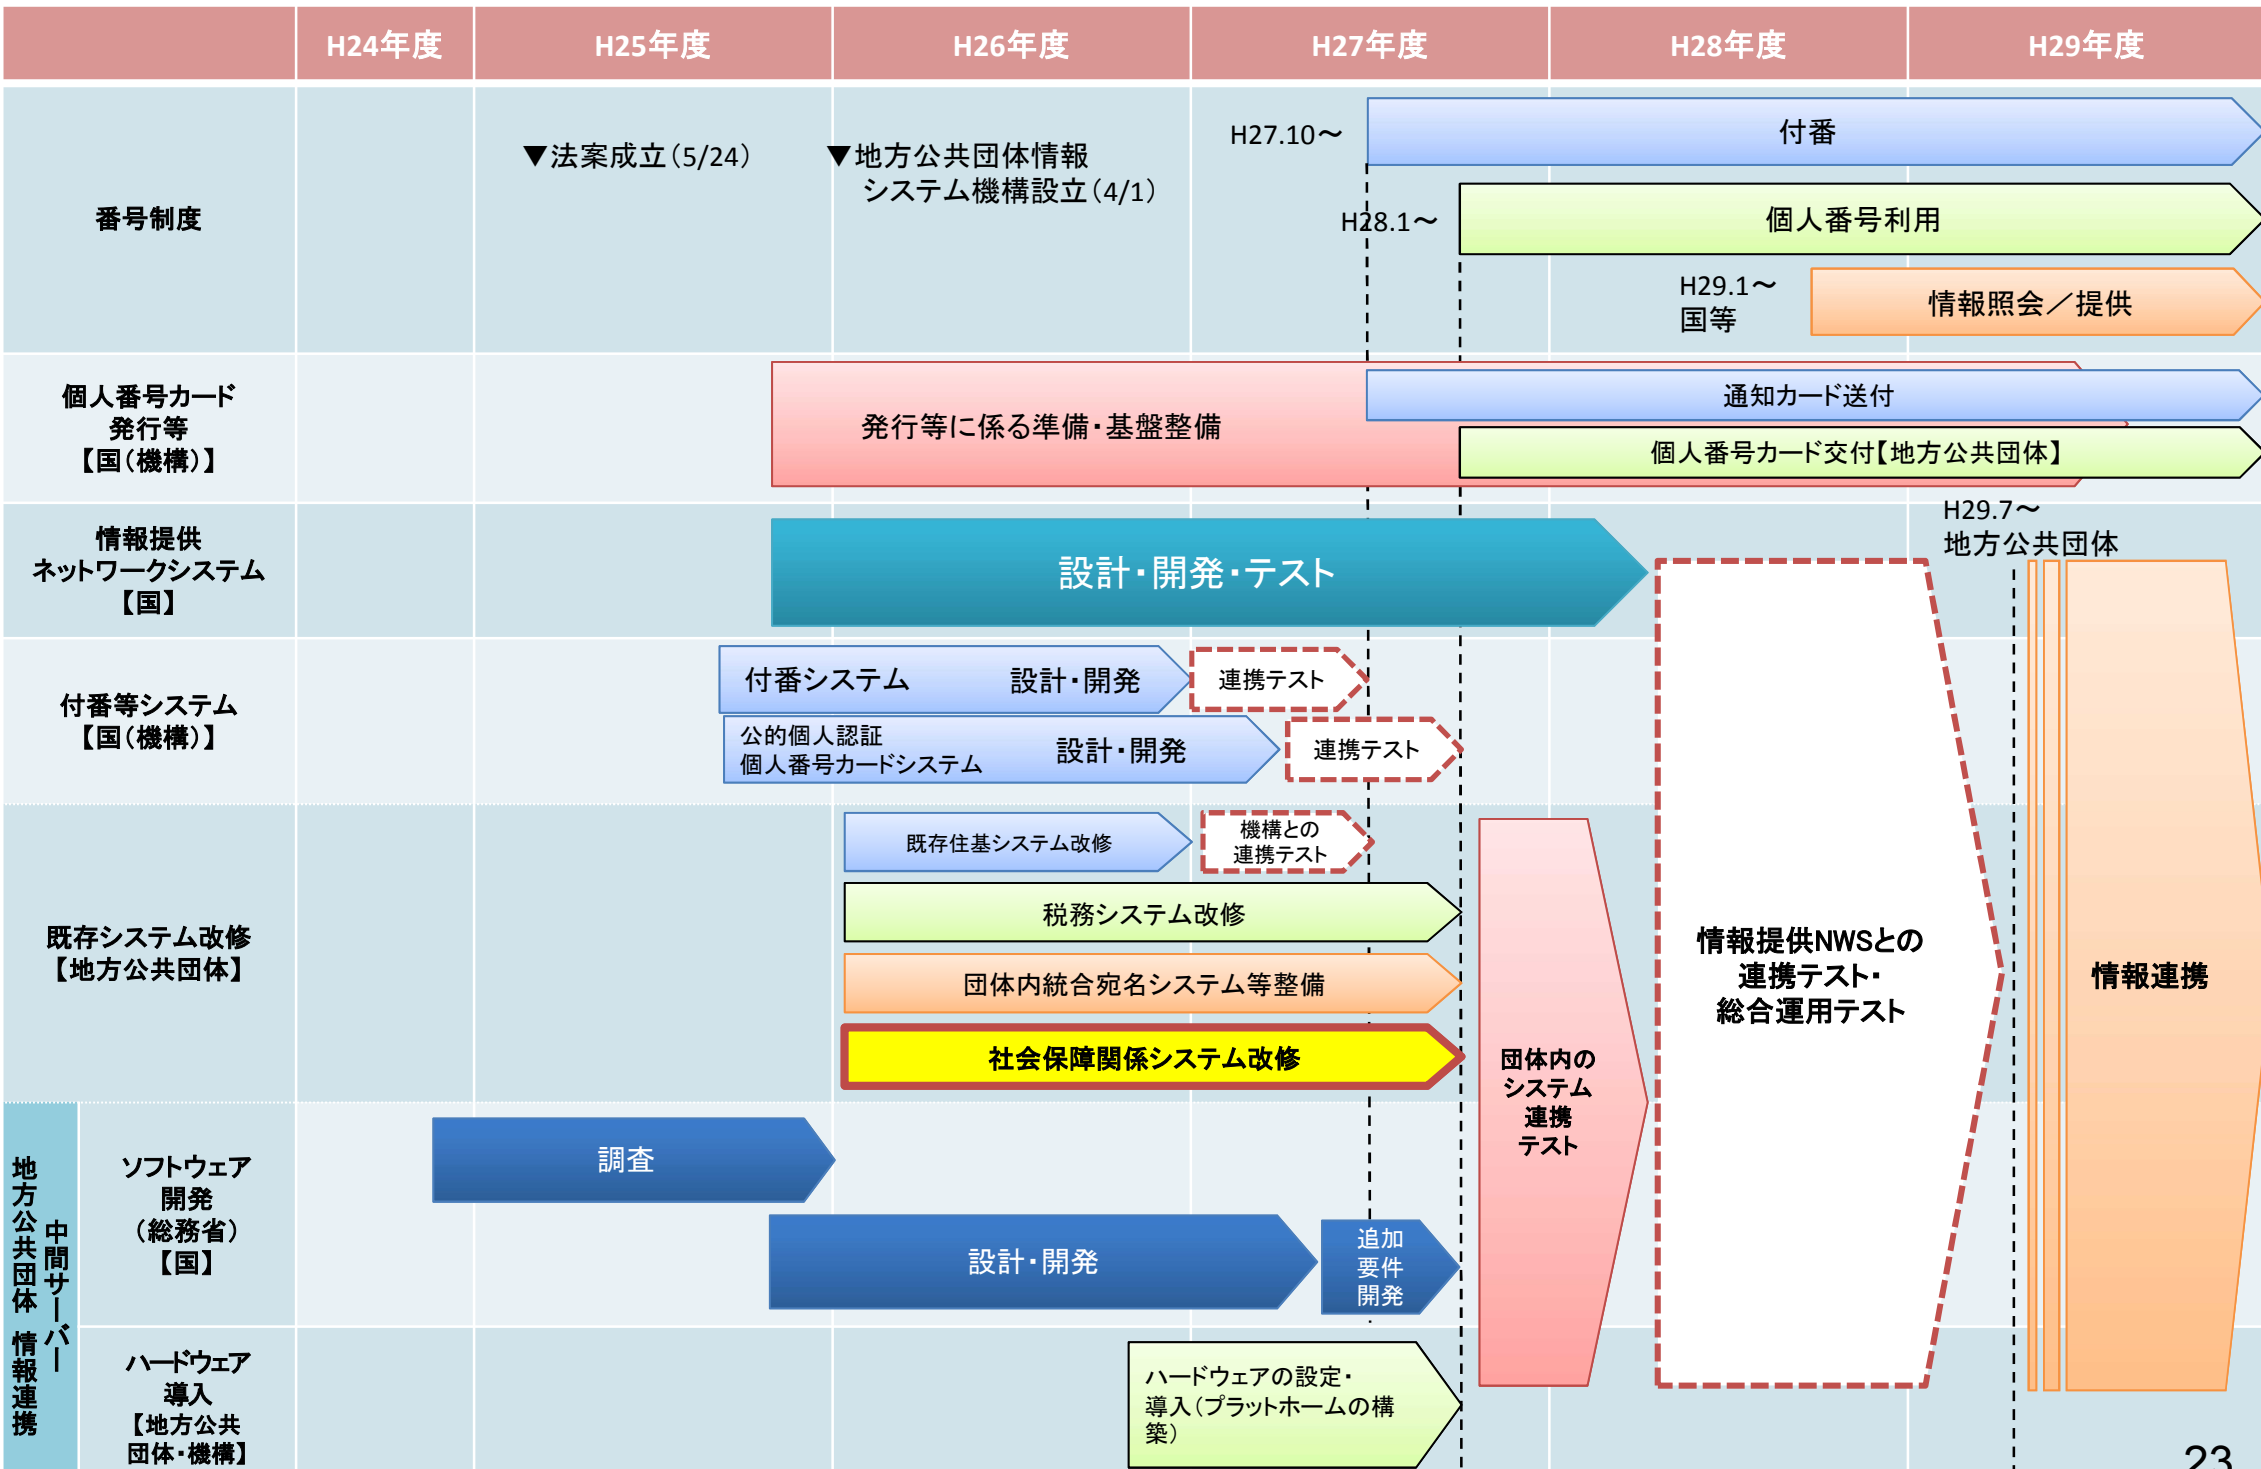 H24年度
H25年度
H26年度
H27年度
H28年度
H29年度
番号制度
▼法案成立(5/24)
▼地方公共団体情報
システム機構設立(4/1)
H27.10～
付番
H28.1～
個人番号利用
H29.1～
国等
情報照会／提供
個人番号カード
発行等
【国(機構)】
発行等に係る準備・基盤整備
通知カード送付
個人番号カード交付【地方公共団体】
情報提供
ネットワークシステム
【国】
設計・開発・テスト
H29.7～
地方公共団体
付番等システム
【国(機構)】
付番システム　設計・開発
連携テスト
公的個人認証
個人番号カードシステム
設計・開発
連携テスト
既存システム改修
【地方公共団体】
既存住基システム改修
機構との
連携テスト
税務システム改修
団体内統合宛名システム等整備
社会保障関係システム改修
団体内の
システム
連携
テスト
情報提供NWSとの
連携テスト・
総合運用テスト
情報連携
地方公共団体 情報連携
中間サーバー
ソフトウェア
開発
(総務省)
【国】
調査
設計・開発
追加
要件
開発
ハードウェア
導入
【地方公共
団体・機構】
ハードウェアの設定・
導入(プラットホームの構
築)
23